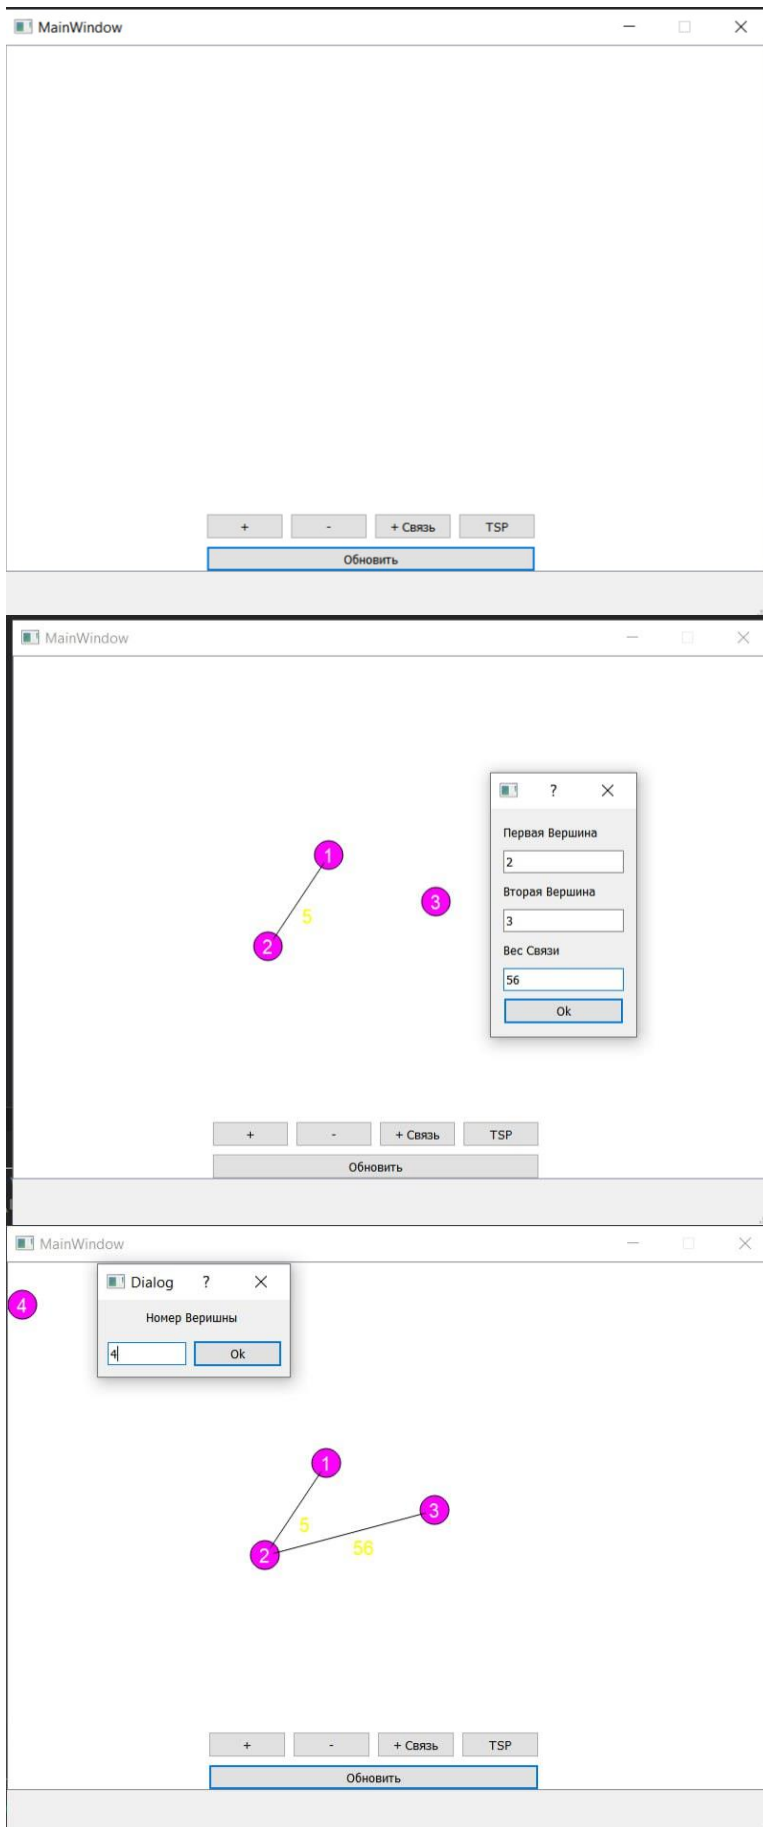 MainWindow
+ - + Связь TSP
Обновить
MainWindow
?
Первая Вершина
2
Вторая Вершина
3
Вес Связи
56
Ok
1
3
5
2
+ - + Связь TSP
Обновить
MainWindow
Dialog ?
4
Номер Веришны
4 Ok
1
3
5
56
2
+ - + Связь TSP
Обновить